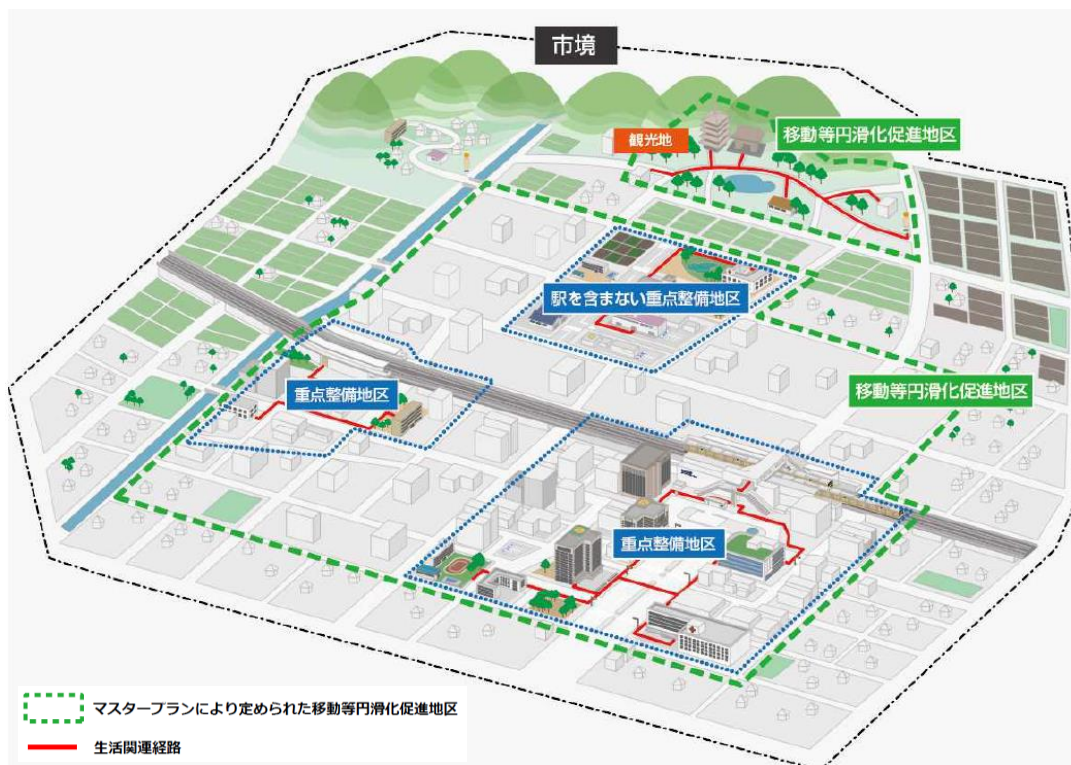 市境
移動等円滑化促進地区
観光地
駅を含まない重点整備地区
重点整備地区
移動等円滑化促進地区
重点整備地区
マスタープランにより定められた移動等円滑化促進地区
生活関連経路